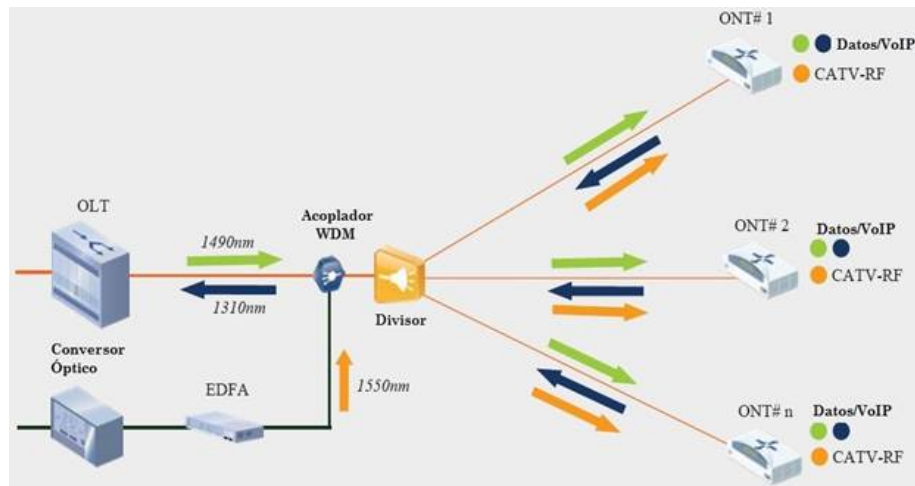 ONT# 1
Datos/VoIP
CATV-RF
OLT
1490nm
1310nm
Acoplador
WDM
Divisor
ONT# 2
Datos/VoIP
CATV-RF
Conversor
Óptico
EDFA
1550nm
ONT# n
Datos/VoIP
CATV-RF